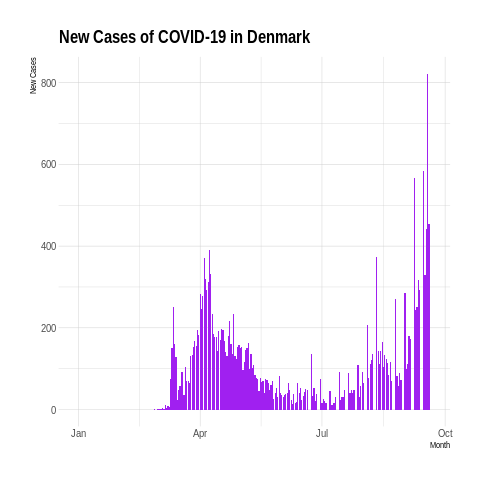 New Cases of COVID-19 in Denmark
New Cases
800
600
400
200
0
Jan Apr Jul Oct
Month